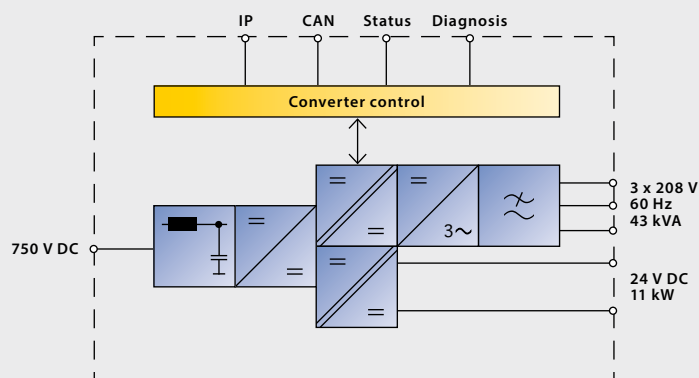 IP CAN Status Diagnosis
Converter control
3 x 208 V
60 Hz
43 kVA
3~
750 V DC
24 V DC
11 kW